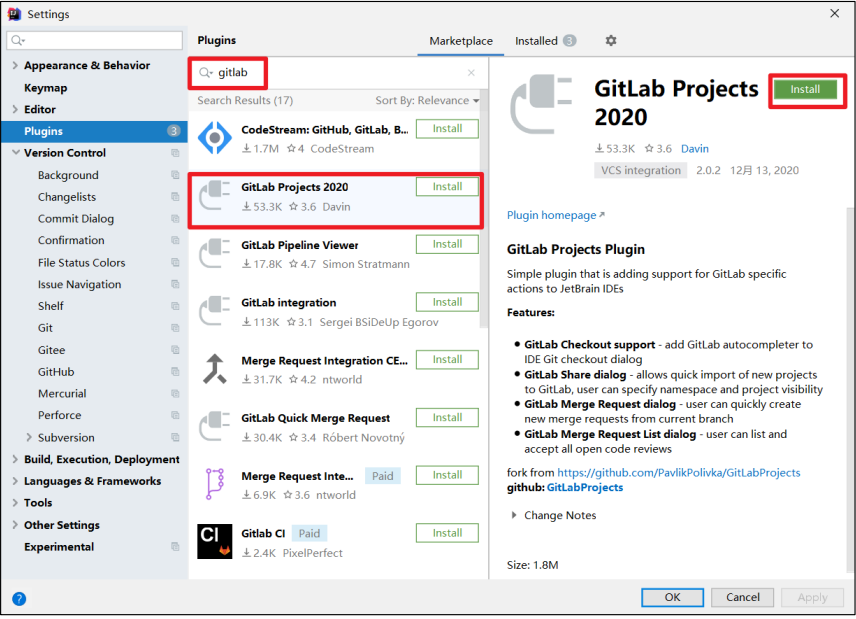 Settings
Plugins
Marketplace
Installed 3
Appearance & Behavior
Keymap
Editor
Plugins 3
Version Control
Background
Changelists
Commit Dialog
Confirmation
File Status Colors
Issue Navigation
Shelf
Git
Gitee
GitHub
Mercurial
Perforce
Subversion
Build, Execution, Deployment
Languages & Frameworks
Tools
Other Settings
Experimental
gitlab
Search Results (17) Sort By: Relevance
CodeStream: GitHub, GitLab, B... Install
1.7M 4 CodeStream
GitLab Projects 2020 Install
53.3K 3.6 Davin
GitLab Pipeline Viewer Install
17.8K 4.7 Simon Stratmann
GitLab integration Install
113K 3.1 Sergei BSiDeUp Egorov
Merge Request Integration CE... Install
31.7K 4.2 ntworld
GitLab Quick Merge Request Install
30.4K 3.4 Róbert Novotný
Merge Request Inte... Paid Install
6.9K 3.6 ntworld
Gitlab CI Paid Install
CI
2.4K PixelPerfect
GitLab Projects
2020
Install
53.3K 3.6 Davin
VCS integration 2.0.2 12月 13, 2020
Plugin homepage
GitLab Projects Plugin
Simple plugin that is adding support for GitLab specific
actions to JetBrain IDEs
Features:
• GitLab Checkout support - add GitLab autocompleter to
IDE Git checkout dialog
• GitLab Share dialog - allows quick import of new projects
to GitLab, user can specify namespace and project visibility
• GitLab Merge Request dialog - user can quickly create
new merge requests from current branch
• GitLab Merge Request List dialog - user can list and
accept all open code reviews
fork from https://github.com/PavlikPolivka/GitLabProjects
github: GitLabProjects
Change Notes
Size: 1.8M
?
OK
Cancel
Apply